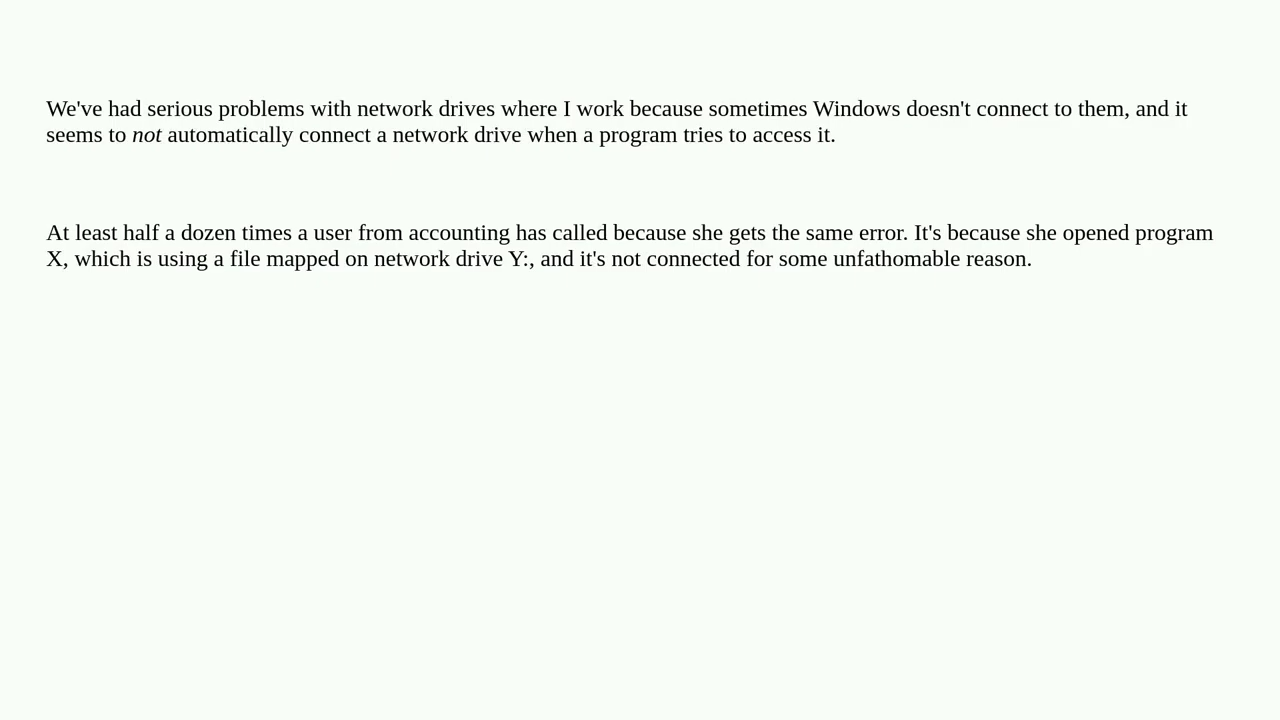 We've had serious problems with network drives where I work because sometimes Windows doesn't connect to them, and it
seems to not automatically connect a network drive when a program tries to access it.
At least half a dozen times a user from accounting has called because she gets the same error. It's because she opened program
X, which is using a file mapped on network drive Y:, and it's not connected for some unfathomable reason.